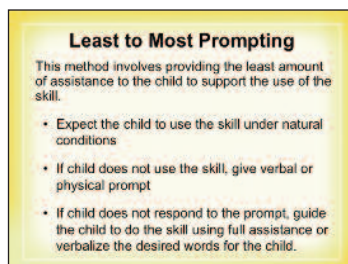 Least to Most Prompting
This method involves providing the least amount
of assistance to the child to support the use of the
skill.
• Expect the child to use the skill under natural
conditions
• If child does not use the skill, give verbal or
physical prompt
• If child does not respond to the prompt, guide
the child to do the skill using full assistance or
verbalize the desired words for the child.